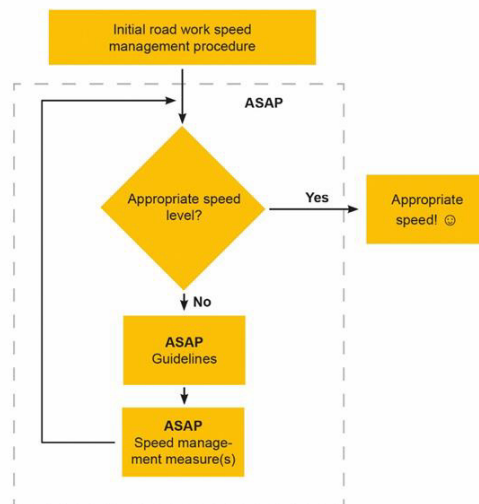 Initial road work speed
management procedure
ASAP
Appropriate speed
level?
Yes
Appropriate
speed! ☺
No
ASAP
Guidelines
ASAP
Speed manage-
ment measure(s)